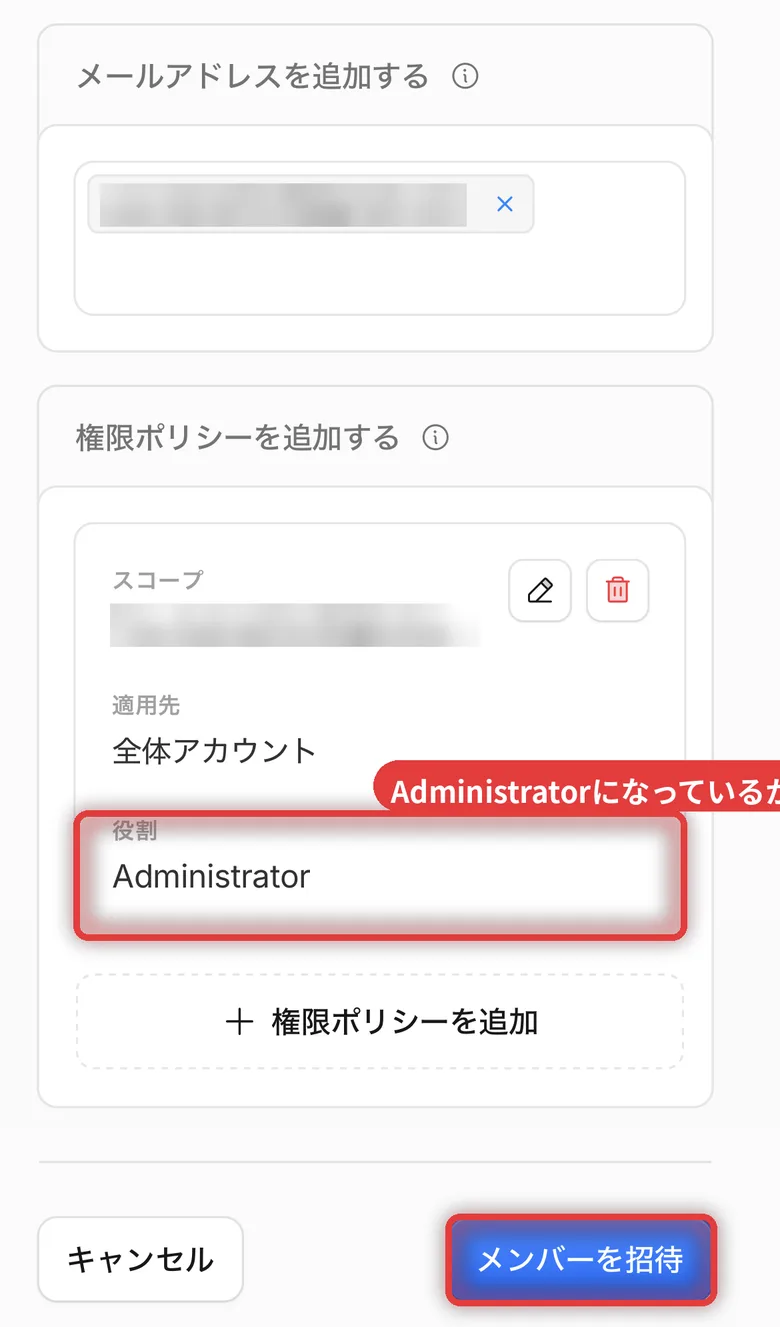 メールアドレスを追加する
権限ポリシーを追加する
スコープ
適用先
全体アカウント
Administratorになっているか
役割
Administrator
+ 権限ポリシーを追加
キャンセル
メンバーを招待